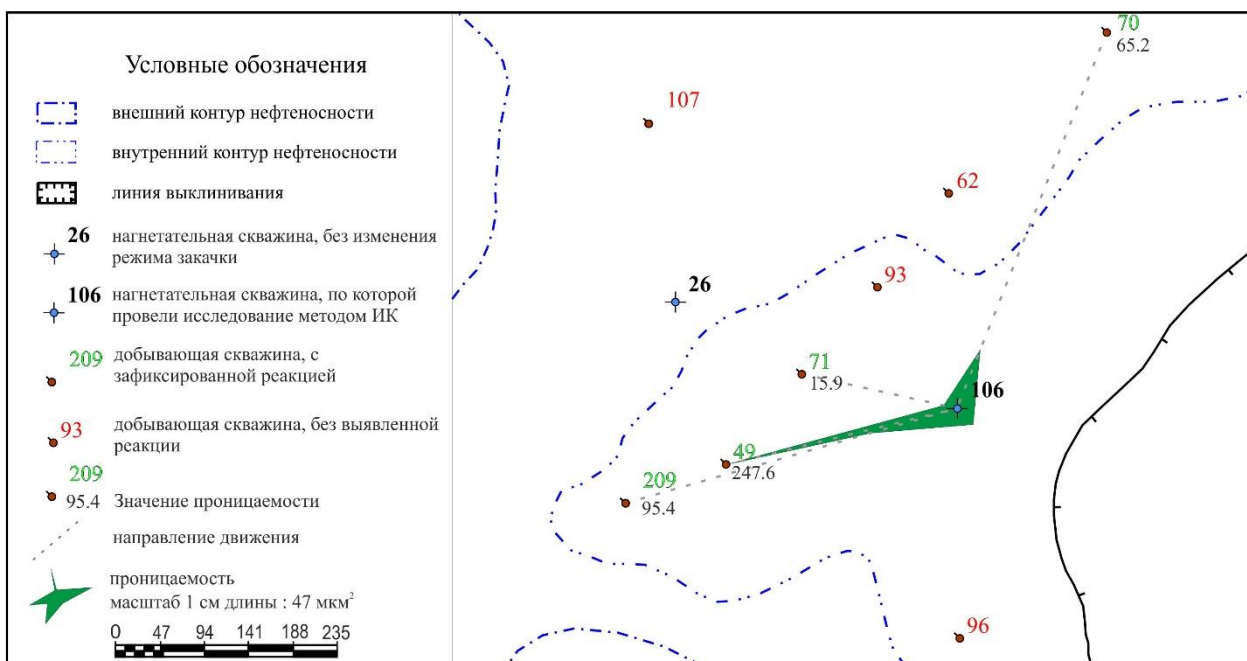 Условные обозначения
внешний контур нефтеносности
внутренний контур нефтеносности
линия выклинивания
26
нагнетательная скважина, без изменения
режима закачки
106
нагнетательная скважина, по которой
провели исследование методом ИК
209
добывающая скважина, с
зафиксированной реакцией
93
добывающая скважина, без выявленной
реакции
209
95.4
Значение проницаемости
направление движения
проницаемость
масштаб 1 см длины : 47 мкм²
0 47 94 141 188 235
70
65.2
107
62
93
26
71
15.9
106
49
247.6
209
95.4
96